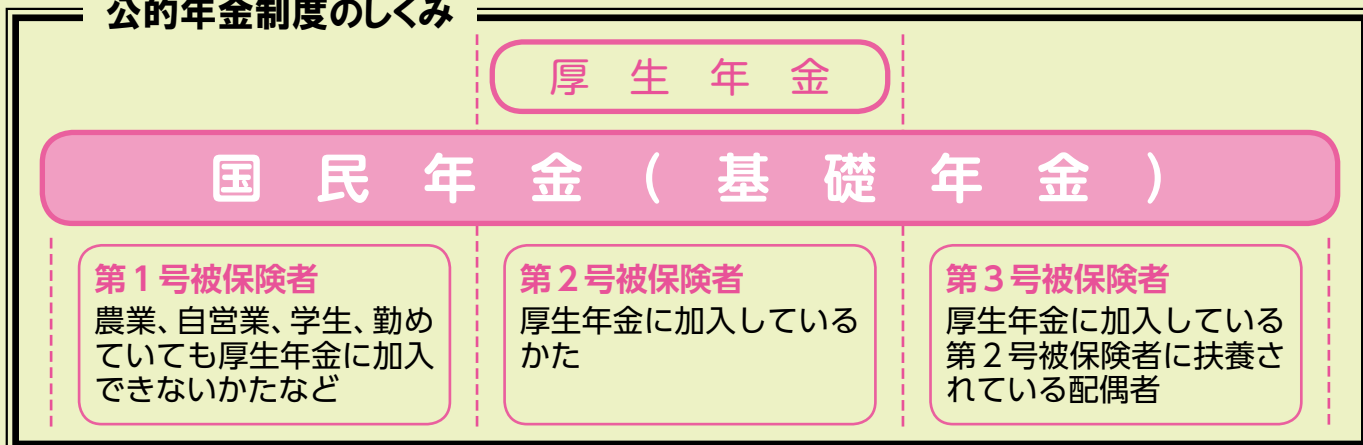 公的年金制度のしくみ
厚生年金
国民年金(基礎年金)
第1号被保険者
農業、自営業、学生、勤め
ていても厚生年金に加入
できないかたなど
第2号被保険者
厚生年金に加入している
かた
第3号被保険者
厚生年金に加入している
第2号被保険者に扶養さ
れている配偶者